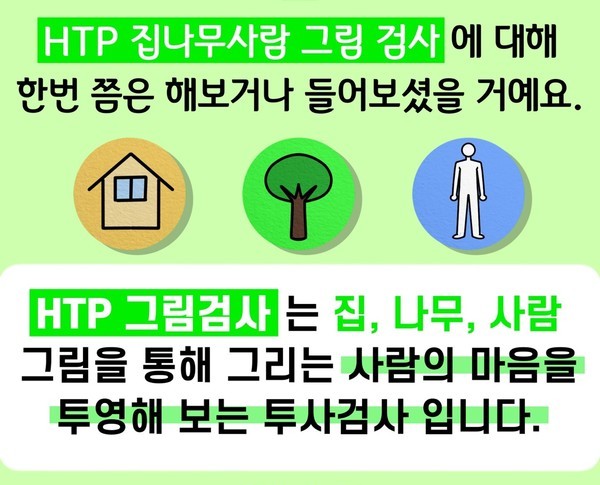 HTP 집나무사람 그림 검사 에 대해
한번 쯤은 해보거나 들어보셨을 거예요.
HTP 그림검사 는 집, 나무, 사람
그림을 통해 그리는 사람의 마음을
투영해 보는 투사검사 입니다.